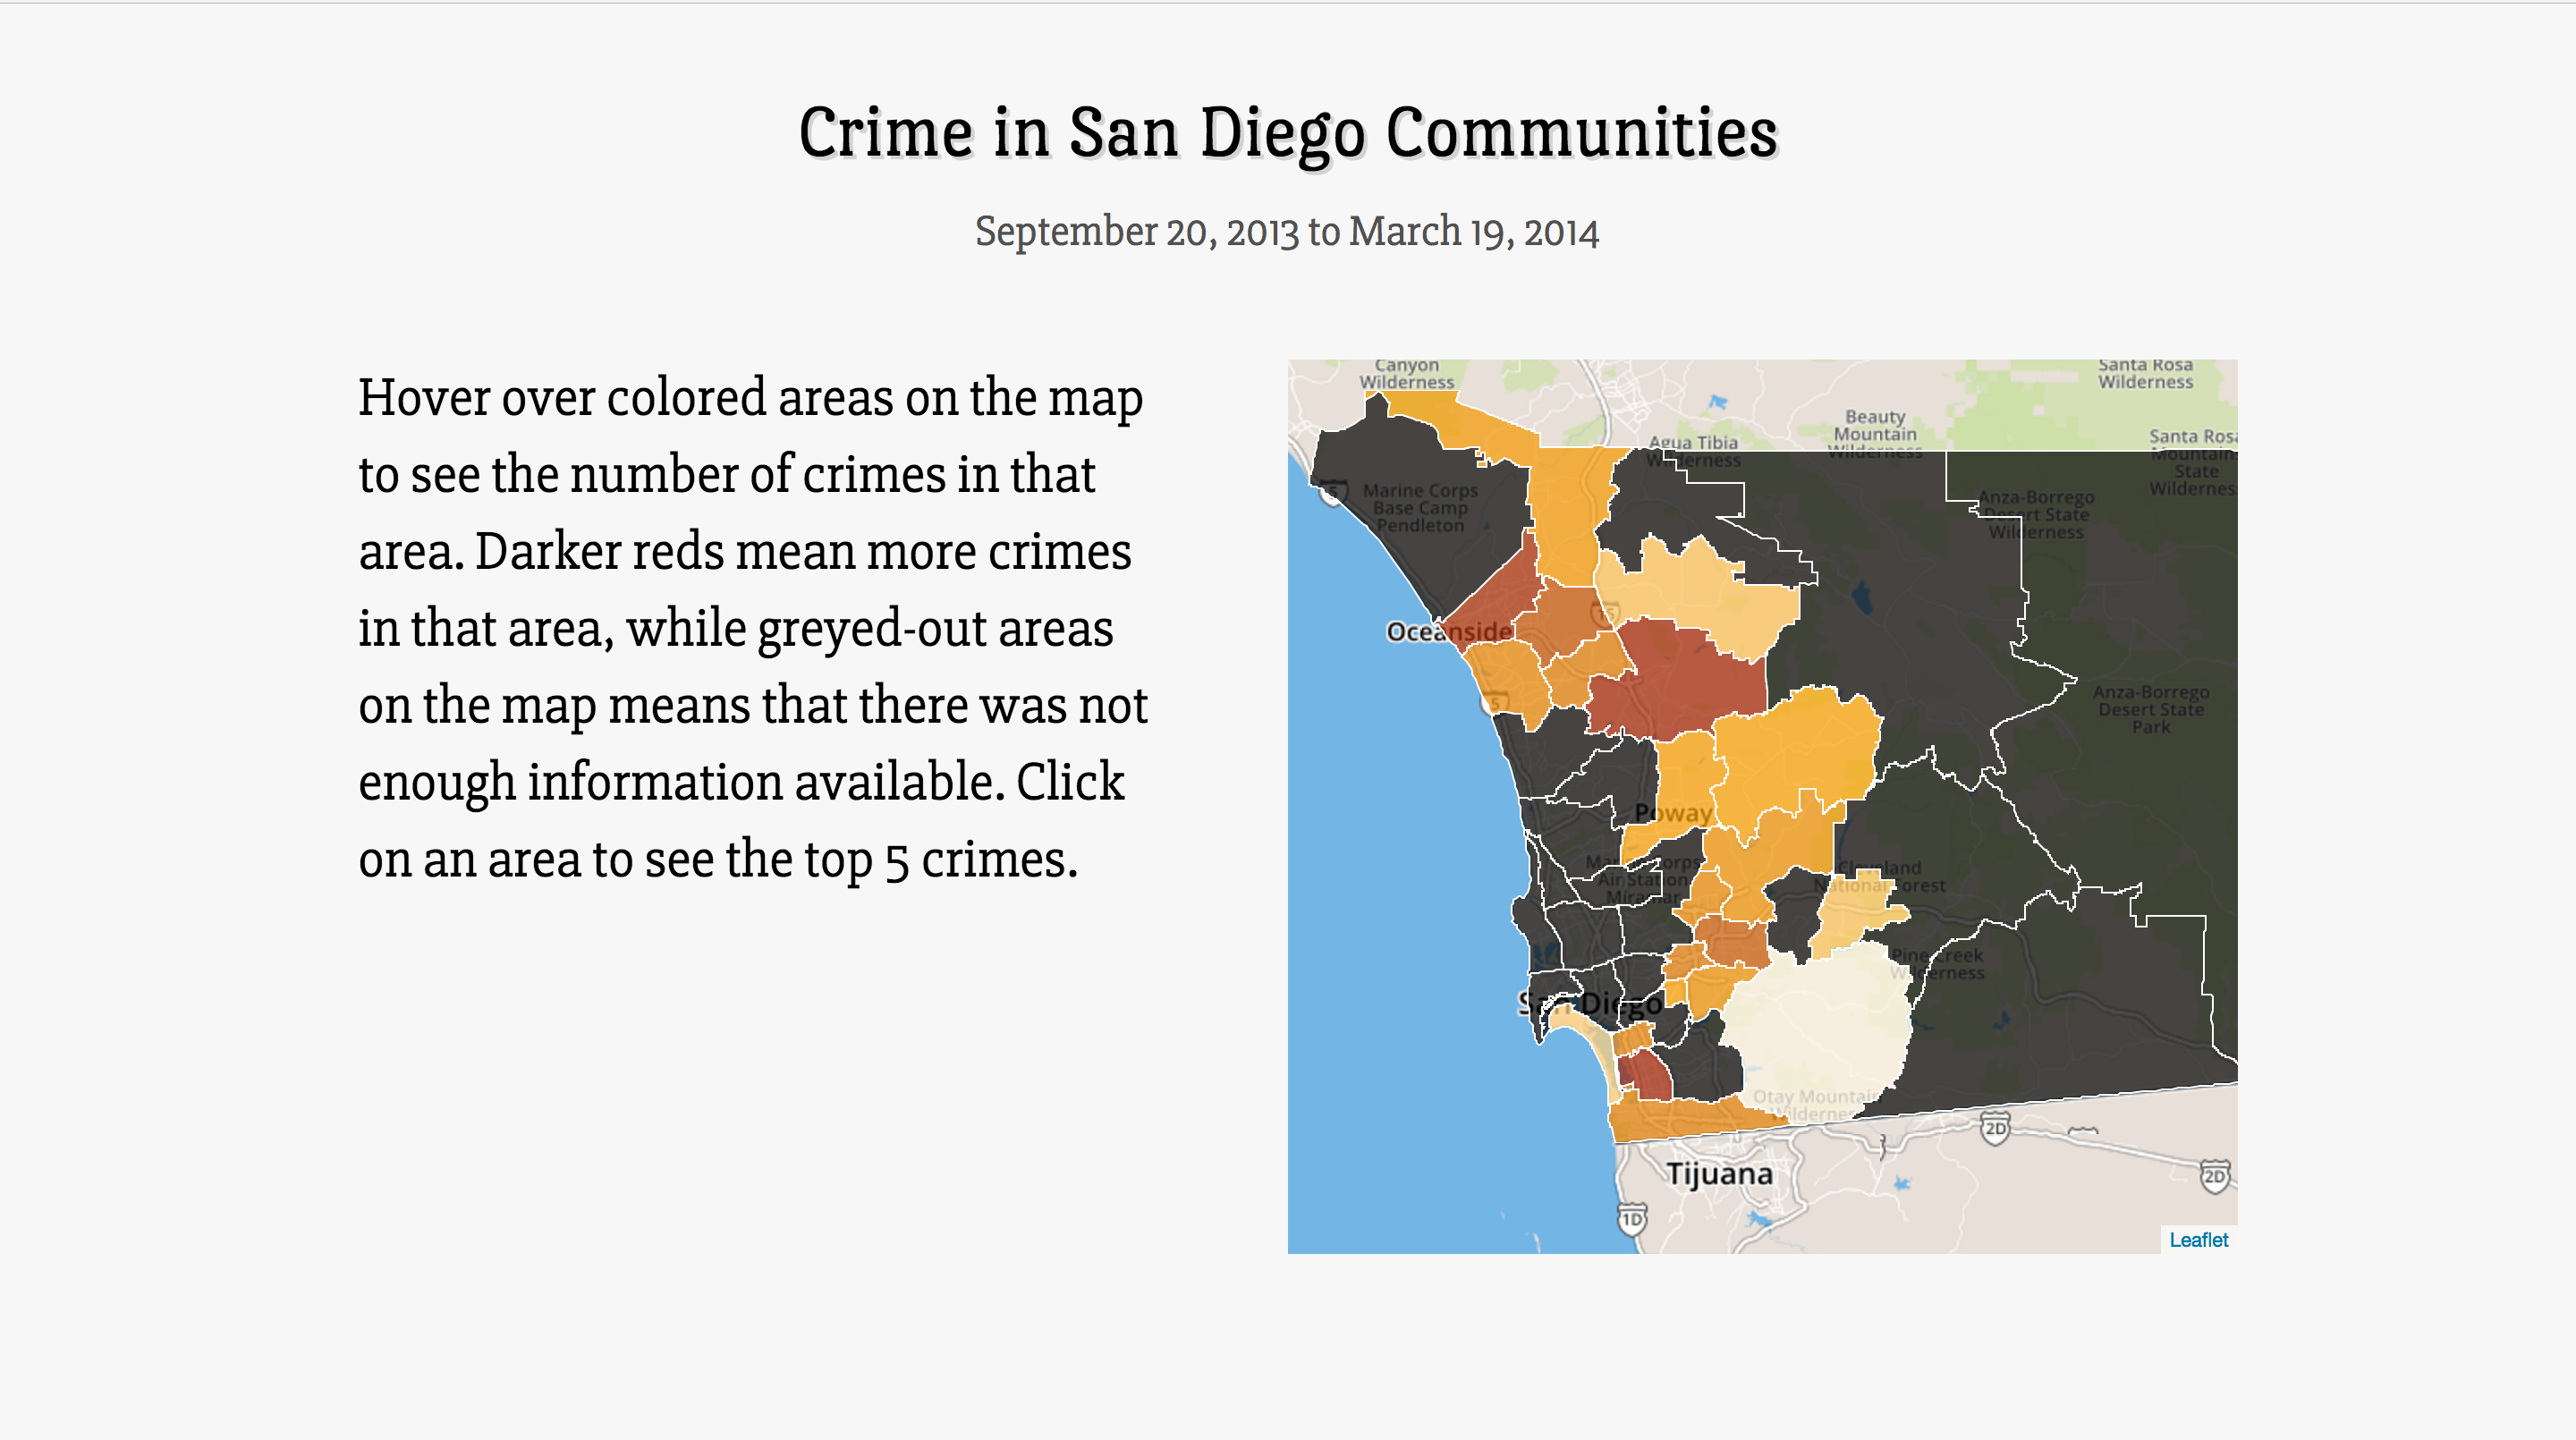 Crime in San Diego Communities
September 20, 2013 to March 19, 2014
Hover over colored areas on the map
to see the number of crimes in that
area. Darker reds mean more crimes
in that area, while greyed-out areas
on the map means that there was not
enough information available. Click
on an area to see the top 5 crimes.
Canyon
Wilderness
Santa Rosa
Wilderness
Beauty
Mountain
Wilderness
Agua Tibia
Wilderness
Santa Rosa
Mountains
State
Wilderness
5
Marine Corps
Base Camp
Pendleton
Anza-Borrego
Desert State
Wilderness
15
Oceanside
5
Anza-Borrego
Desert State
Park
Poway
Marine Corps
Air Station
Miramar
Cleveland
National Forest
Pine Creek
Wilderness
San Diego
Otay Mountain
Wilderness
2D
Tijuana
2D
1D
Leaflet